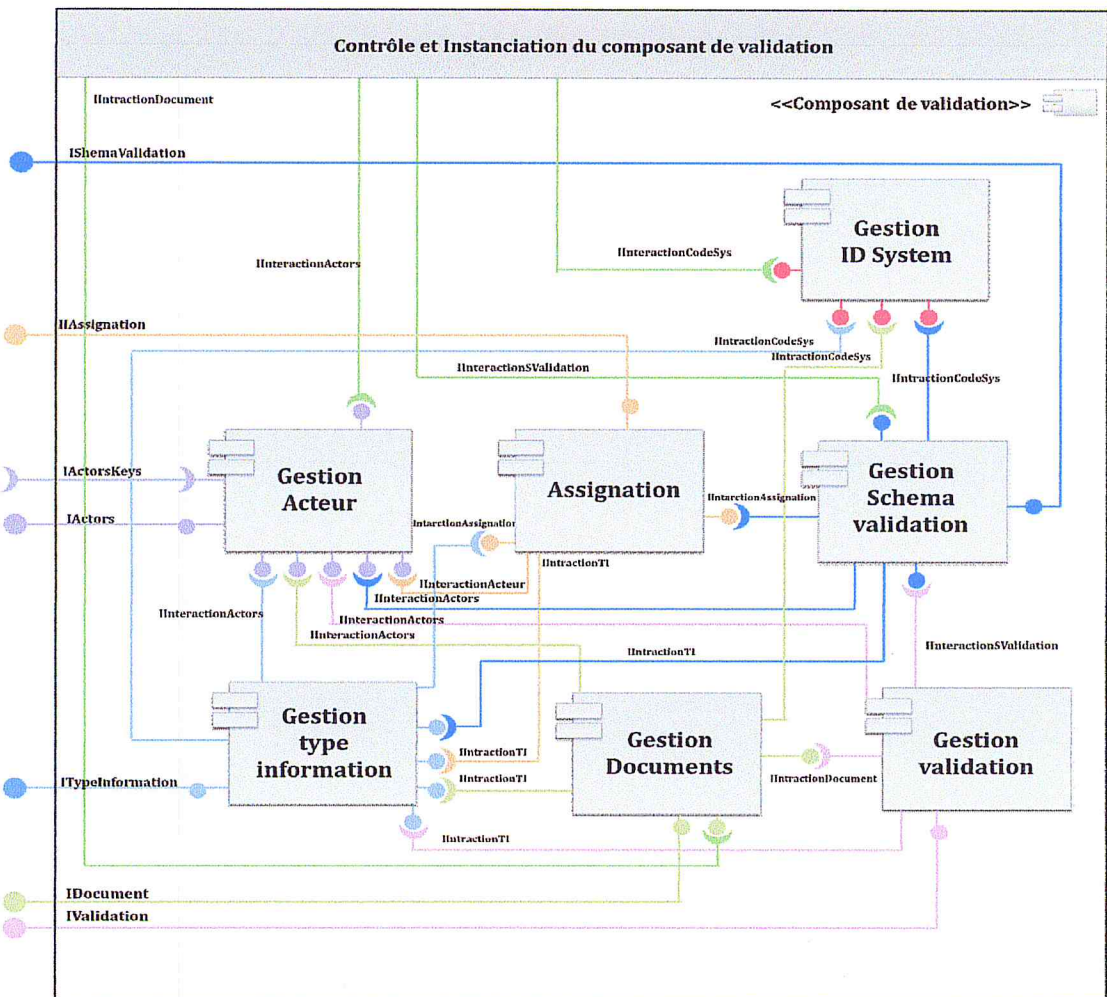 Contrôle et Instanciation du composant de validation
IIntractionDocument
<<Composant de validation>>
IShemaValidation
Gestion
ID System
IInteractionCodeSys
IInteractionActors
IIAssignation
IIntractionCodeSys
IIntractionCodeSys
IInteractionSValidation
IIntractionCodeSys
IActorsKeys
Gestion
Acteur
Assignation
Gestion
Schema
validation
IIntarctionAssignation
IActors
IntarctionAssignation
IIntractionTI
IInteractionActeur
IInteractionActors
IInteractionActors
IInteractionActors
IInteractionActors
IInteractionSValidation
IIntractionTI
Gestion
type
information
Gestion
Documents
Gestion
validation
IIntractionTI
IIntractionTI
IIntractionDocument
ITypeInformation
IIntractionTI
IDocument
IValidation